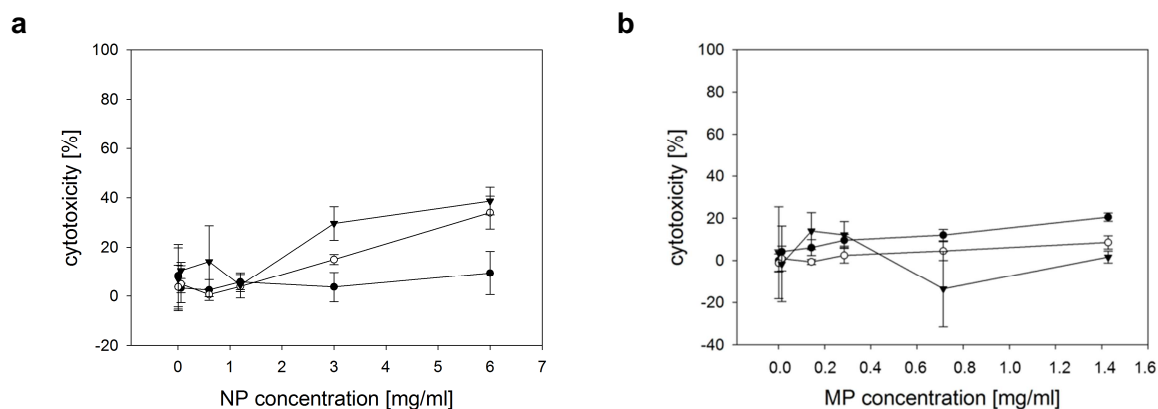 a
100
80
60
40
20
0
-20
cytotoxicity [%]
0 1 2 3 4 5 6 7
NP concentration [mg/ml]
b
100
80
60
40
20
0
-20
-40
cytotoxicity [%]
0.0 0.2 0.4 0.6 0.8 1.0 1.2 1.4 1.6
MP concentration [mg/ml]